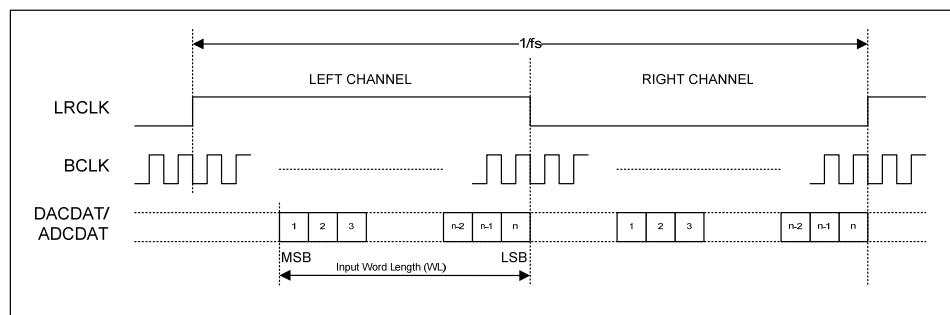 1/fs
LEFT CHANNEL RIGHT CHANNEL
LRCLK
BCLK
DACDAT/
ADCDAT
1 2 3 n-2 n-1 n 1 2 3 n-2 n-1 n
MSB LSB
Input Word Length (WL)